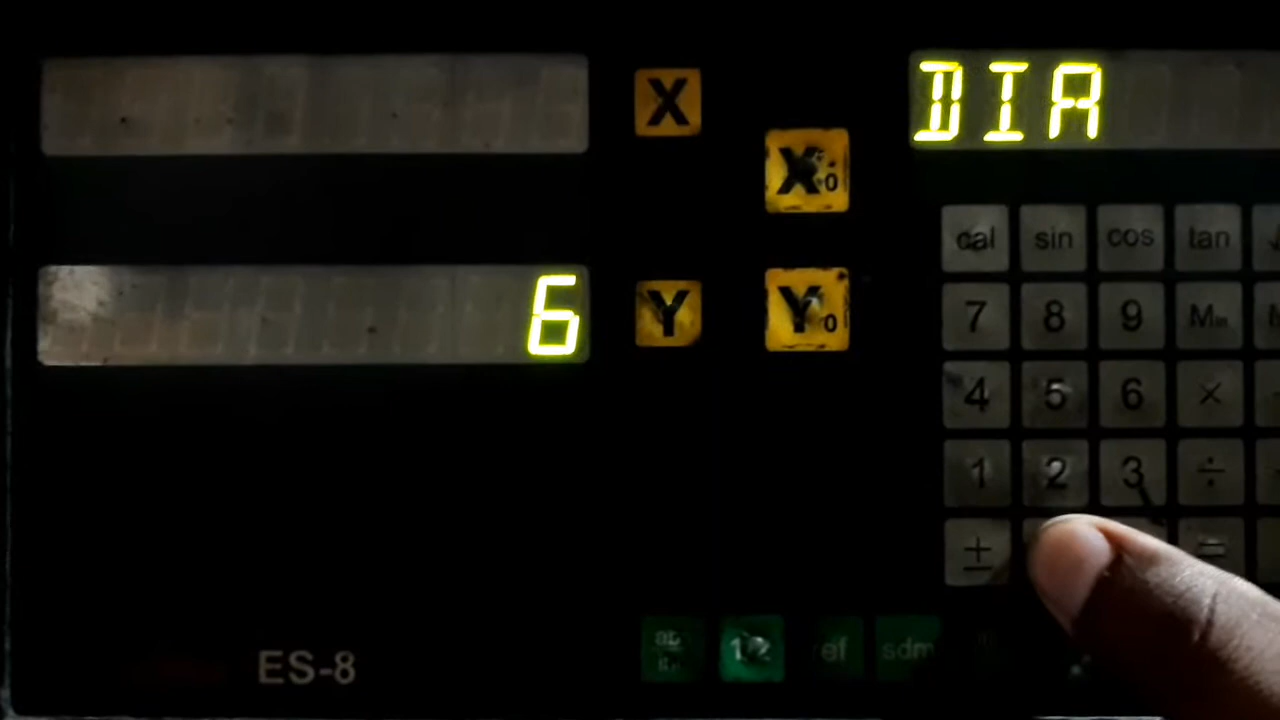 X
DIA
X0
cal sin cos tan
6
Y
Y0
7 8 9 Min
4 5 6 ×
1 2 3 ÷
± =
1/2
sdm
ES-8